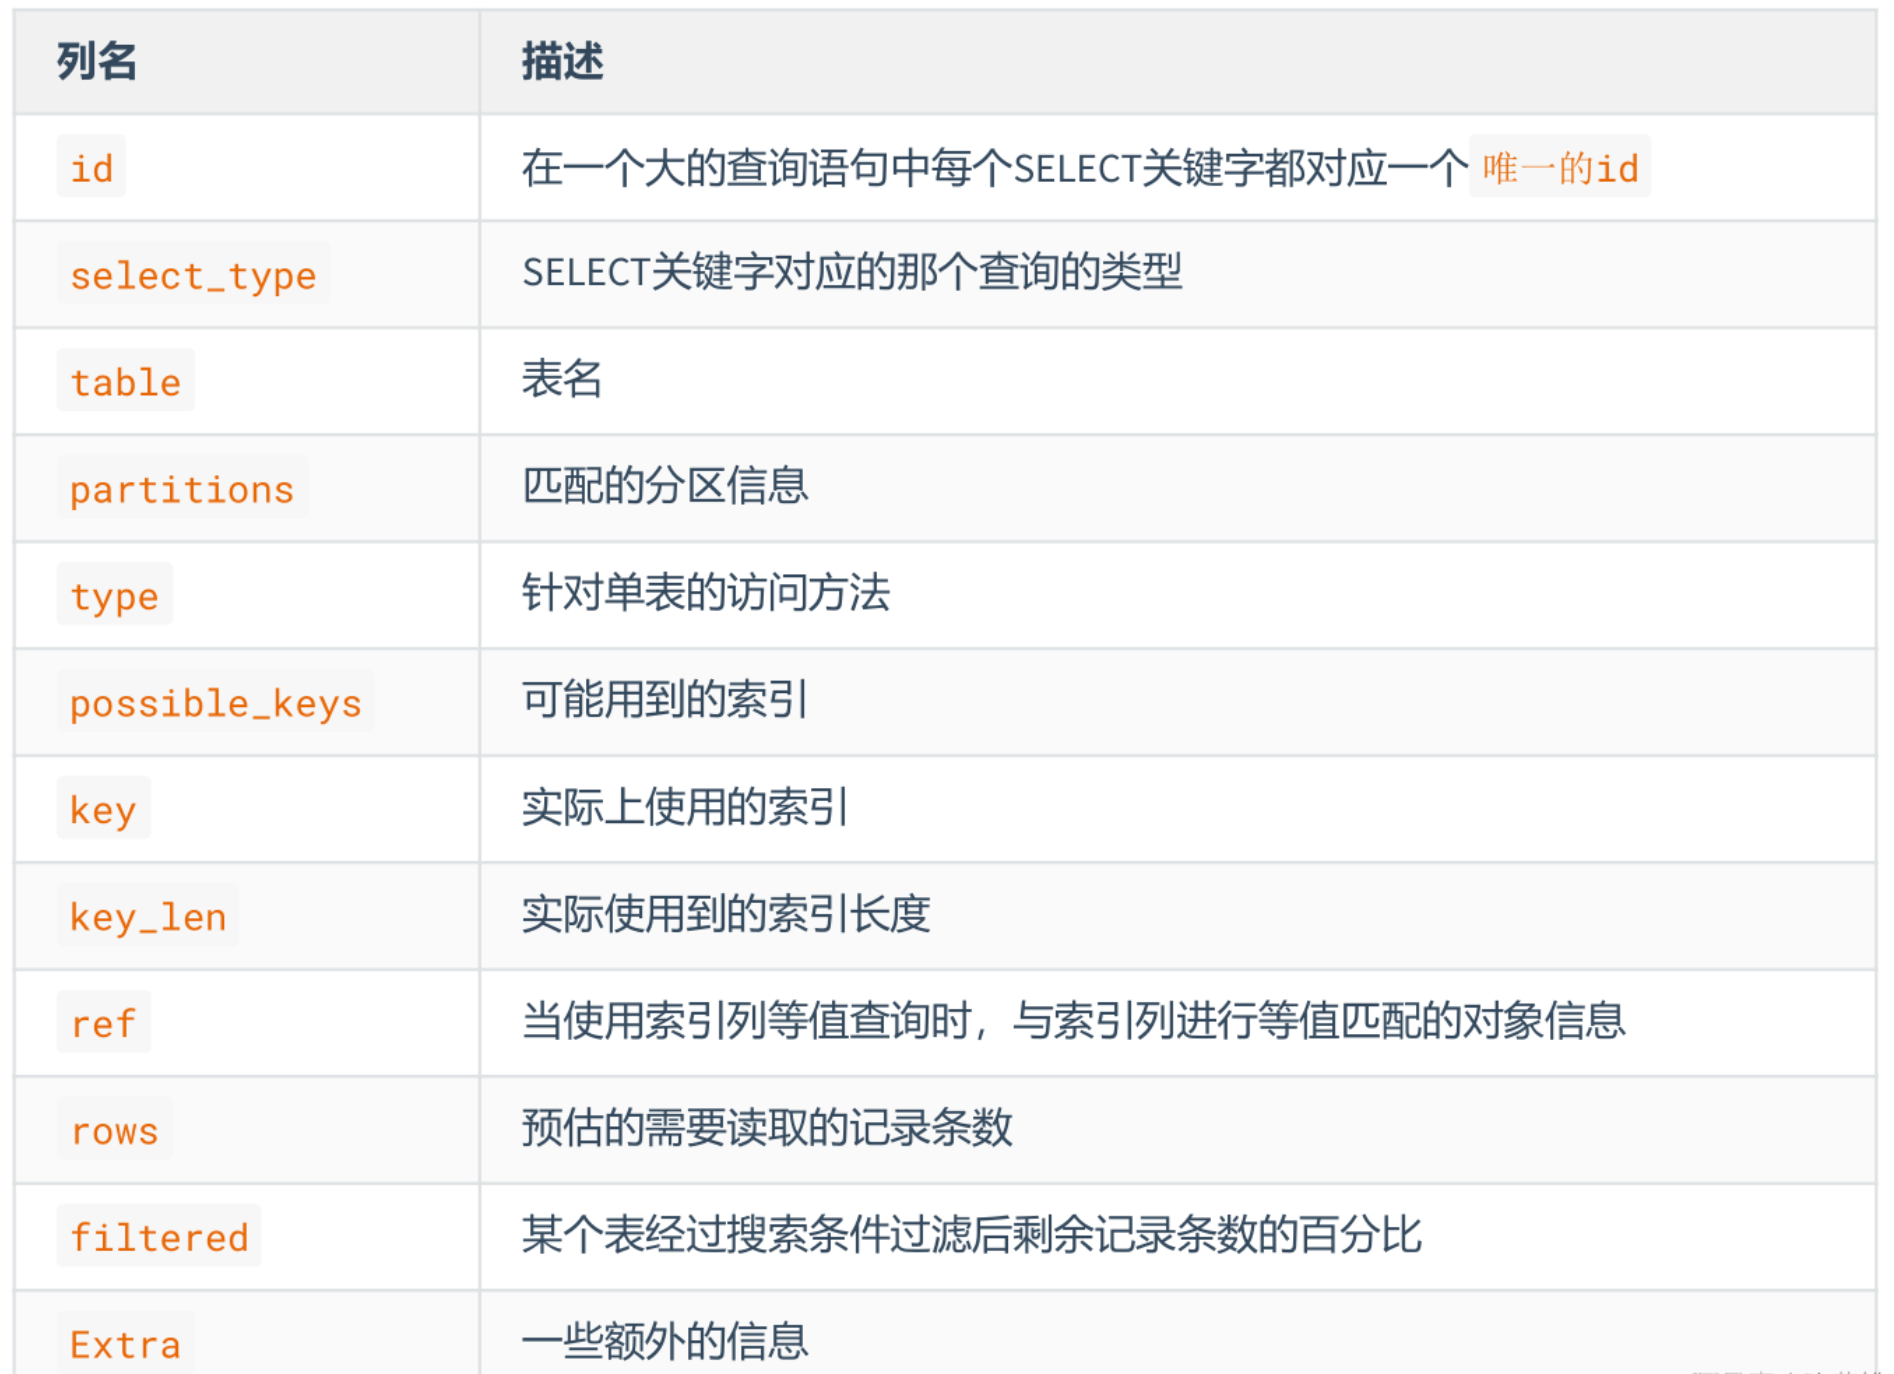 列名 描述
id 在一个大的查询语句中每个SELECT关键字都对应一个 唯一的id
select_type SELECT关键字对应的那个查询的类型
table 表名
partitions 匹配的分区信息
type 针对单表的访问方法
possible_keys 可能用到的索引
key 实际上使用的索引
key_len 实际使用到的索引长度
ref 当使用索引列等值查询时，与索引列进行等值匹配的对象信息
rows 预估的需要读取的记录条数
filtered 某个表经过搜索条件过滤后剩余记录条数的百分比
Extra 一些额外的信息